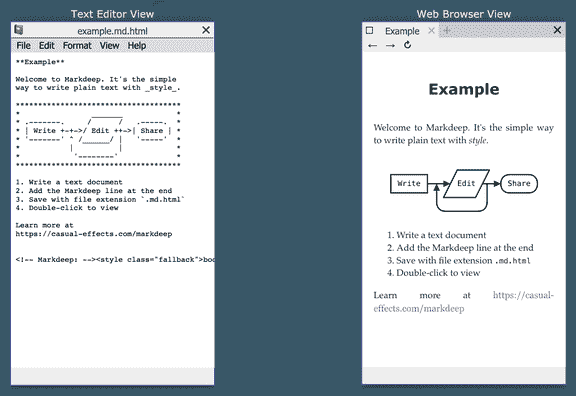 Text Editor View
example.md.html
File Edit Format View Help
**Example**
Welcome to Markdeep. It's the simple
way to write plain text with _style_.
***********************************
*               _______           *
* .-------.    /      /   .-----. *
* | Write +-+->/ Edit ++->| Share | *
* '-------' ^ /______/ |  '-----' *
*           |          |          *
*           '--------'            *
***********************************
1. Write a text document
2. Add the Markdeep line at the end
3. Save with file extension `.md.html`
4. Double-click to view
Learn more at
https://casual-effects.com/markdeep
<!-- Markdeep: --><style class="fallback">bod
Web Browser View
Example
Example
Welcome to Markdeep. It's the simple way
to write plain text with style.
Write Edit Share
1. Write a text document
2. Add the Markdeep line at the end
3. Save with file extension .md.html
4. Double-click to view
Learn more at https://casual-
effects.com/markdeep